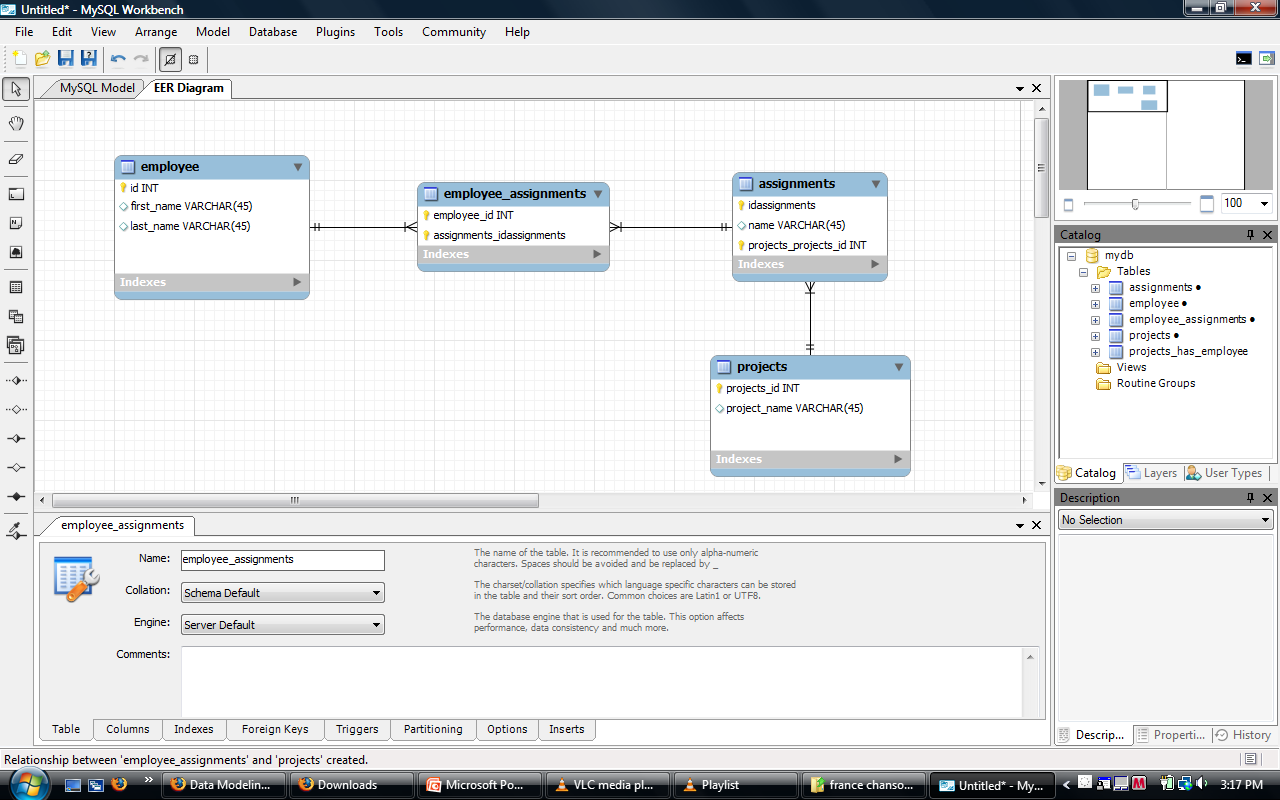 Untitled* - MySQL Workbench
File Edit View Arrange Model Database Plugins Tools Community Help
MySQL Model EER Diagram
employee
id INT
first_name VARCHAR(45)
last_name VARCHAR(45)
Indexes
employee_assignments
employee_id INT
assignments_idassignments
Indexes
assignments
idassignments
name VARCHAR(45)
projects_projects_id INT
Indexes
projects
projects_id INT
project_name VARCHAR(45)
Indexes
100
Catalog
mydb
Tables
assignments •
employee •
employee_assignments •
projects •
projects_has_employee
Views
Routine Groups
Catalog Layers User Types
Description
No Selection
Descrip... Properti... History
employee_assignments
Name: employee_assignments
The name of the table. It is recommended to use only alpha-numeric
characters. Spaces should be avoided and be replaced by _
Collation: Schema Default
The charset/collation specifies which language specific characters can be stored
in the table and their sort order. Common choices are Latin1 or UTF8.
Engine: Server Default
The database engine that is used for the table. This option affects
performance, data consistency and much more.
Comments:
Table Columns Indexes Foreign Keys Triggers Partitioning Options Inserts
Relationship between 'employee_assignments' and 'projects' created.
Data Modelin... Downloads Microsoft Po... VLC media pl... Playlist france chanso... Untitled* - My... 3:17 PM